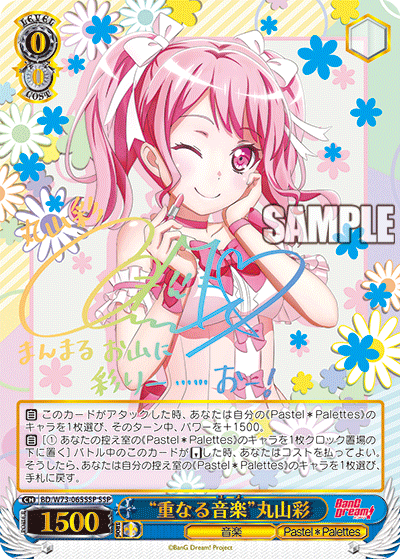 LEVEL
0
0
COST
SAMPLE
まんまるお山に
彩りー……おー!
自 このカードがアタックした時、あなたは自分の《Pastel*Palettes》の
キャラを1枚選び、そのターン中、パワーを+1500。
自 [① あなたの控え室の《Pastel*Palettes》のキャラを1枚クロック置場の
下に置く] バトル中のこのカードが【】した時、あなたはコストを払ってよい。
そうしたら、あなたは自分の控え室の《Pastel*Palettes》のキャラを1枚選び、
手札に戻す。
©BanG Dream! Project
CH BD/W73-065SSP SSP
1500
“重なる音楽”丸山彩
BanG Dream!
音楽
Pastel*Palettes